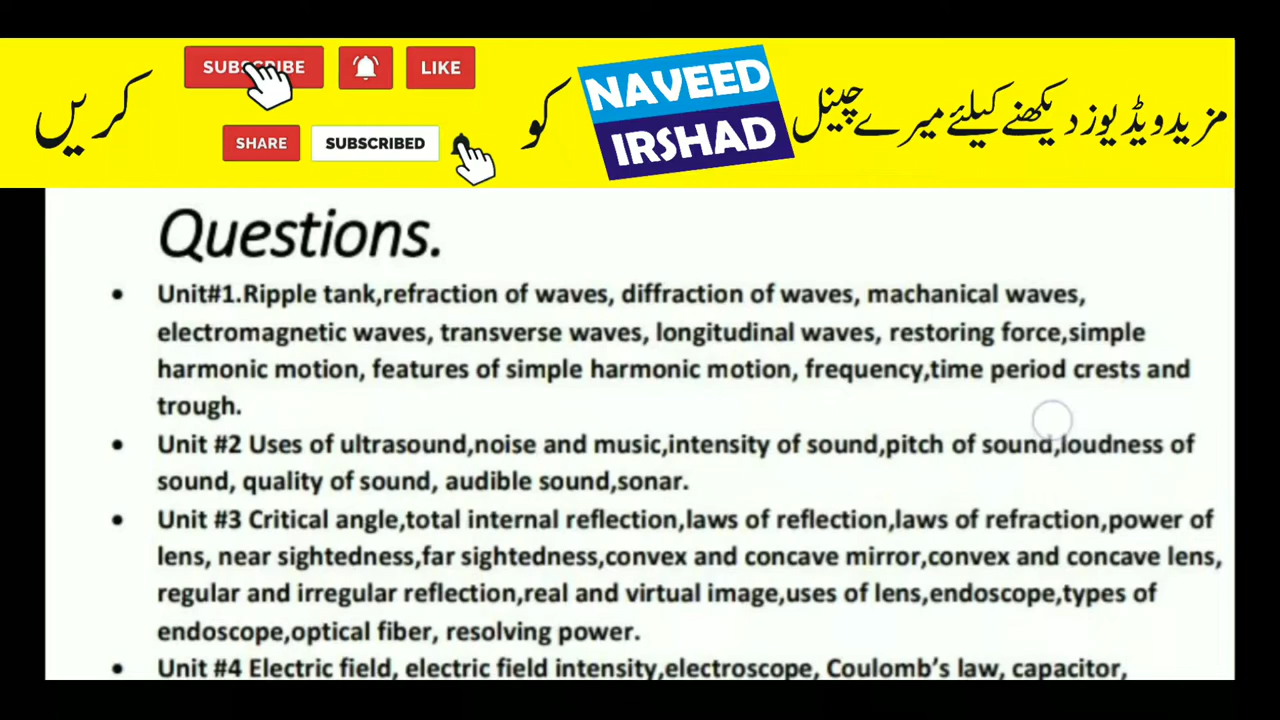 SUBSCRIBE LIKE
SHARE SUBSCRIBED
مزید ویڈیوز دیکھنے کیلئے میرے چینل NAVEED IRSHAD کو کریں
Questions.
• Unit#1.Ripple tank,refraction of waves, diffraction of waves, machanical waves,
electromagnetic waves, transverse waves, longitudinal waves, restoring force,simple
harmonic motion, features of simple harmonic motion, frequency,time period crests and
trough.
• Unit #2 Uses of ultrasound,noise and music,intensity of sound,pitch of sound,loudness of
sound, quality of sound, audible sound,sonar.
• Unit #3 Critical angle,total internal reflection,laws of reflection,laws of refraction,power of
lens, near sightedness,far sightedness,convex and concave mirror,convex and concave lens,
regular and irregular reflection,real and virtual image,uses of lens,endoscope,types of
endoscope,optical fiber, resolving power.
• Unit #4 Electric field, electric field intensity,electroscope, Coulomb’s law, capacitor,